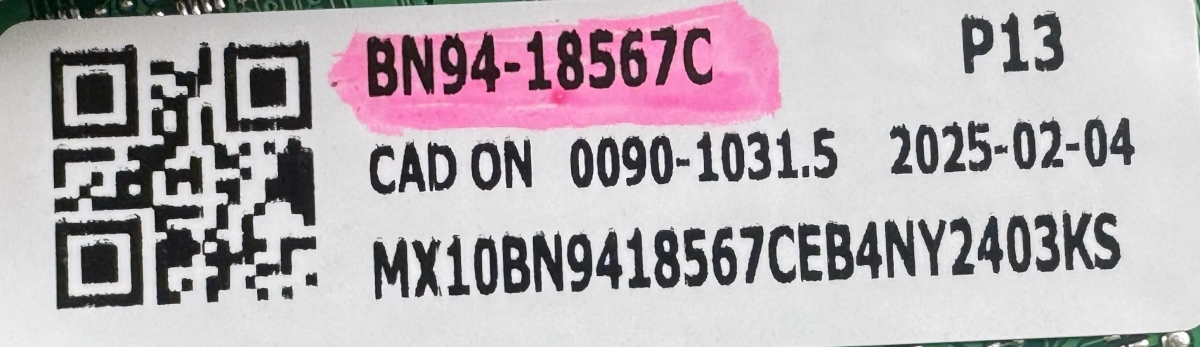 BN94-18567C P13
CAD ON 0090-1031.5 2025-02-04
MX10BN9418567CEB4NY2403KS